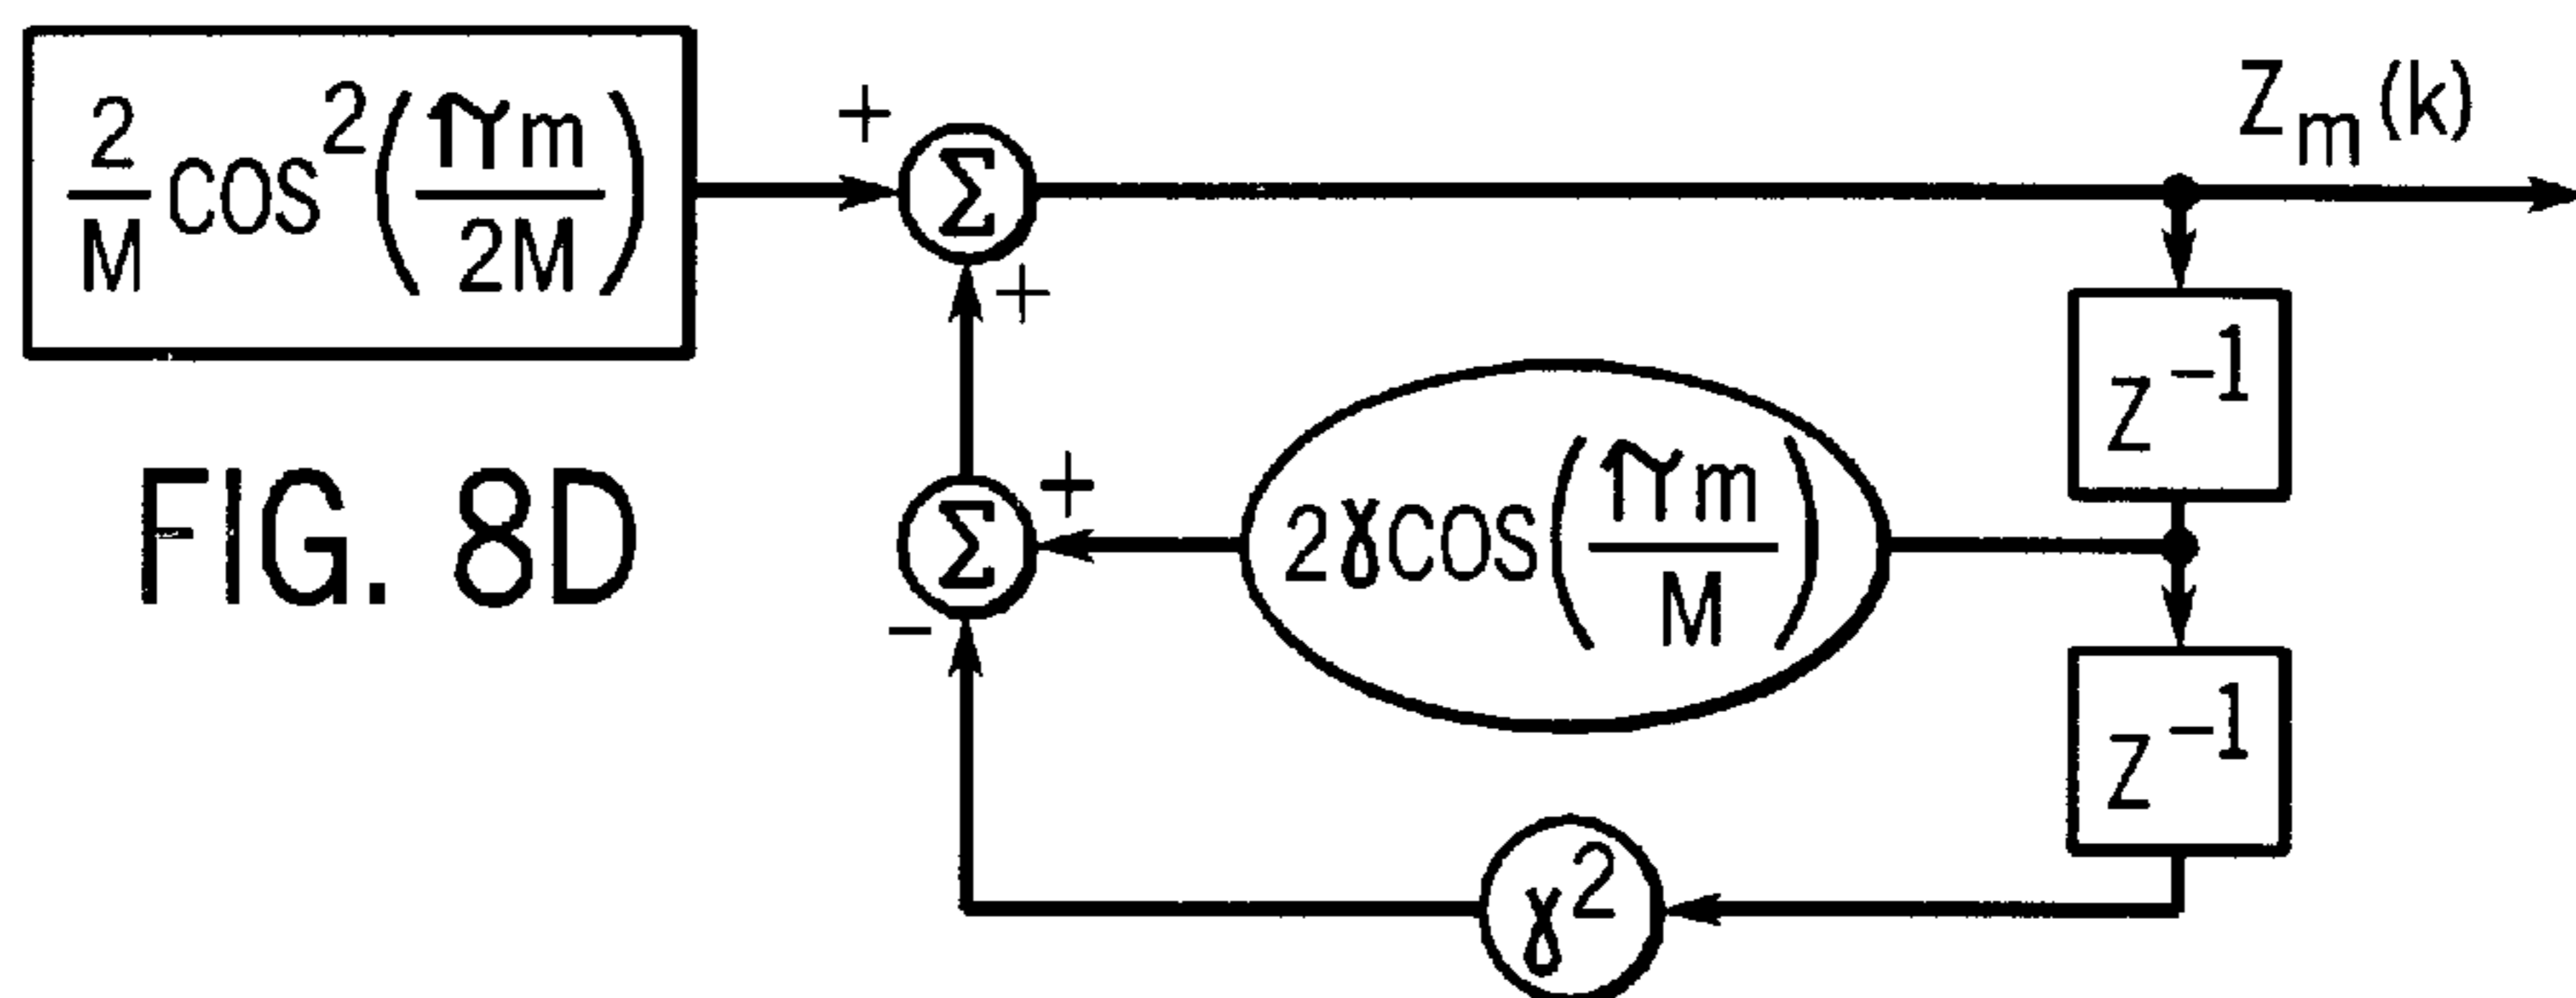 2/M COS²(πm/2M)
+
Σ
Z_m(k)
+
z⁻¹
FIG. 8D
Σ
+
2γCOS(πm/M)
-
z⁻¹
γ²